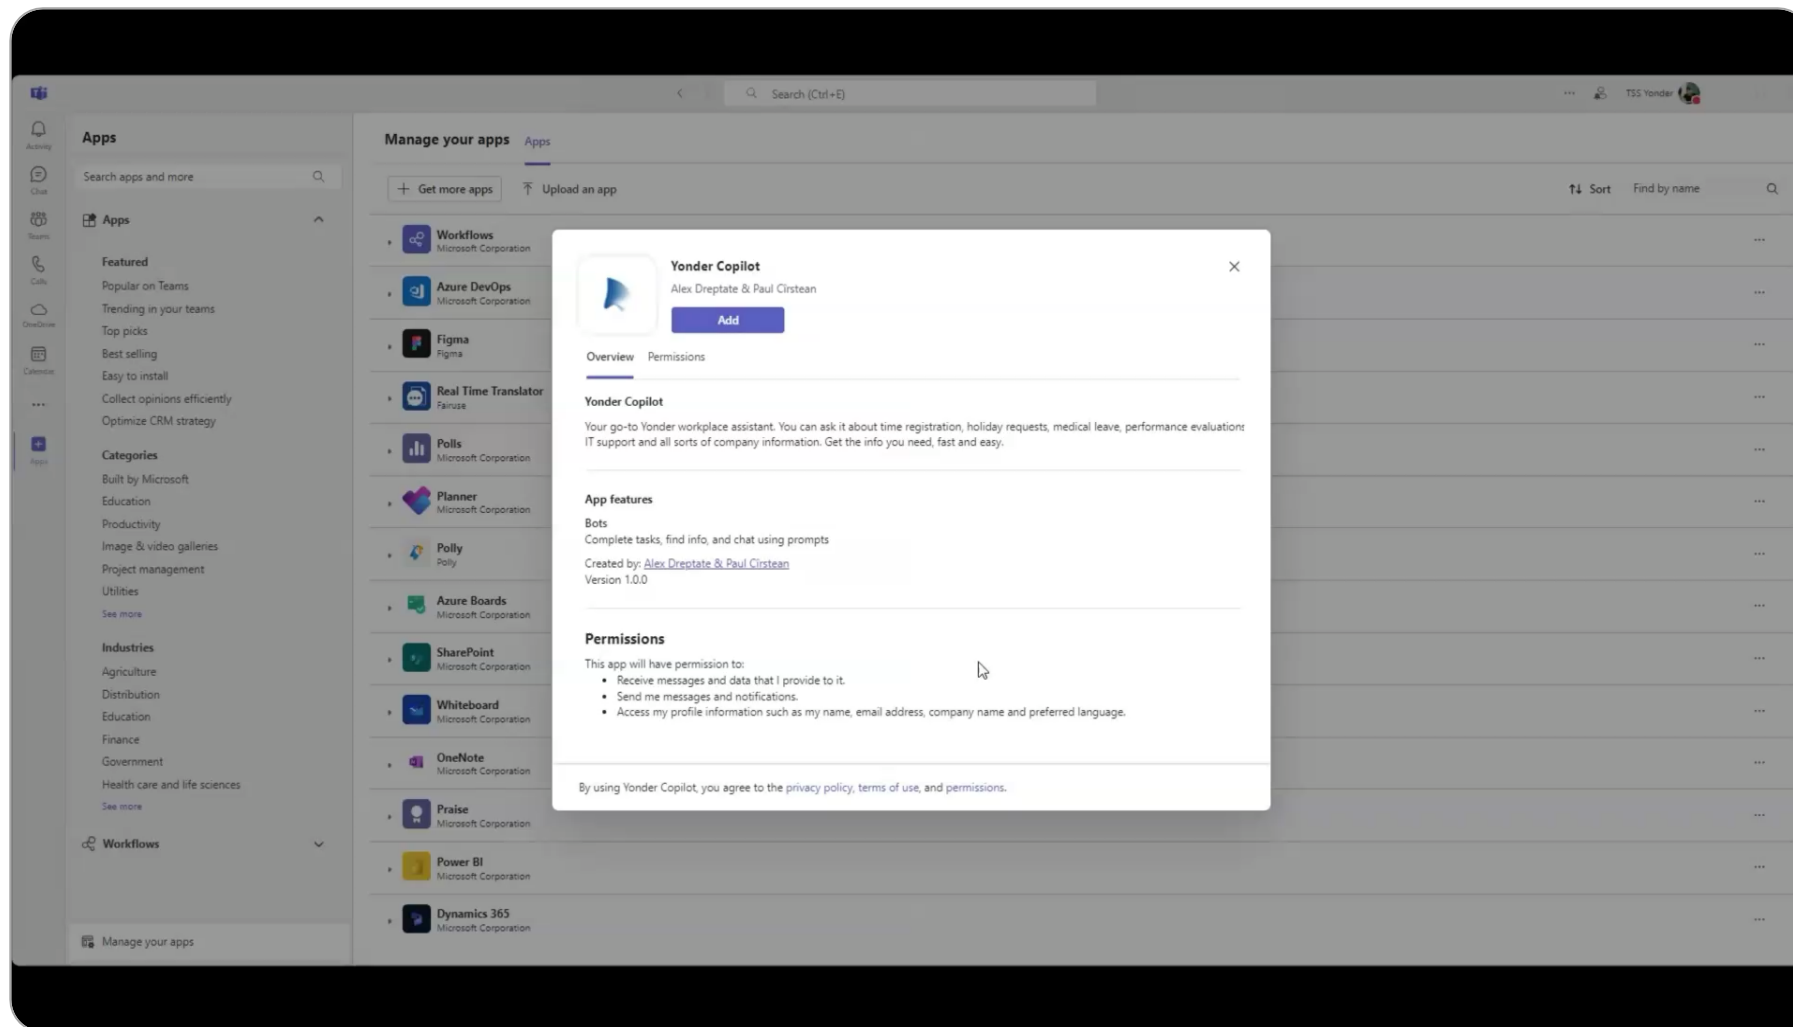 Search (Ctrl+E)
TSS Yonder
Activity
Chat
Teams
Calls
OneDrive
Calendar
Apps
Apps
Search apps and more
Apps
Featured
Popular on Teams
Trending in your teams
Top picks
Best selling
Easy to install
Collect opinions efficiently
Optimize CRM strategy
Categories
Built by Microsoft
Education
Productivity
Image & video galleries
Project management
Utilities
See more
Industries
Agriculture
Distribution
Education
Finance
Government
Health care and life sciences
See more
Workflows
Manage your apps
Manage your apps Apps
Get more apps Upload an app
Sort Find by name
Workflows
Microsoft Corporation
Azure DevOps
Microsoft Corporation
Figma
Figma
Real Time Translator
Fairuse
Polls
Microsoft Corporation
Planner
Microsoft Corporation
Polly
Polly
Azure Boards
Microsoft Corporation
SharePoint
Microsoft Corporation
Whiteboard
Microsoft Corporation
OneNote
Microsoft Corporation
Praise
Microsoft Corporation
Power BI
Microsoft Corporation
Dynamics 365
Microsoft Corporation
Yonder Copilot
Alex Dreptate & Paul Cîrstean
Add
Overview Permissions
Yonder Copilot
Your go-to Yonder workplace assistant. You can ask it about time registration, holiday requests, medical leave, performance evaluations
IT support and all sorts of company information. Get the info you need, fast and easy.
App features
Bots
Complete tasks, find info, and chat using prompts
Created by: Alex Dreptate & Paul Cîrstean
Version 1.0.0
Permissions
This app will have permission to:
• Receive messages and data that I provide to it.
• Send me messages and notifications.
• Access my profile information such as my name, email address, company name and preferred language.
By using Yonder Copilot, you agree to the privacy policy, terms of use, and permissions.